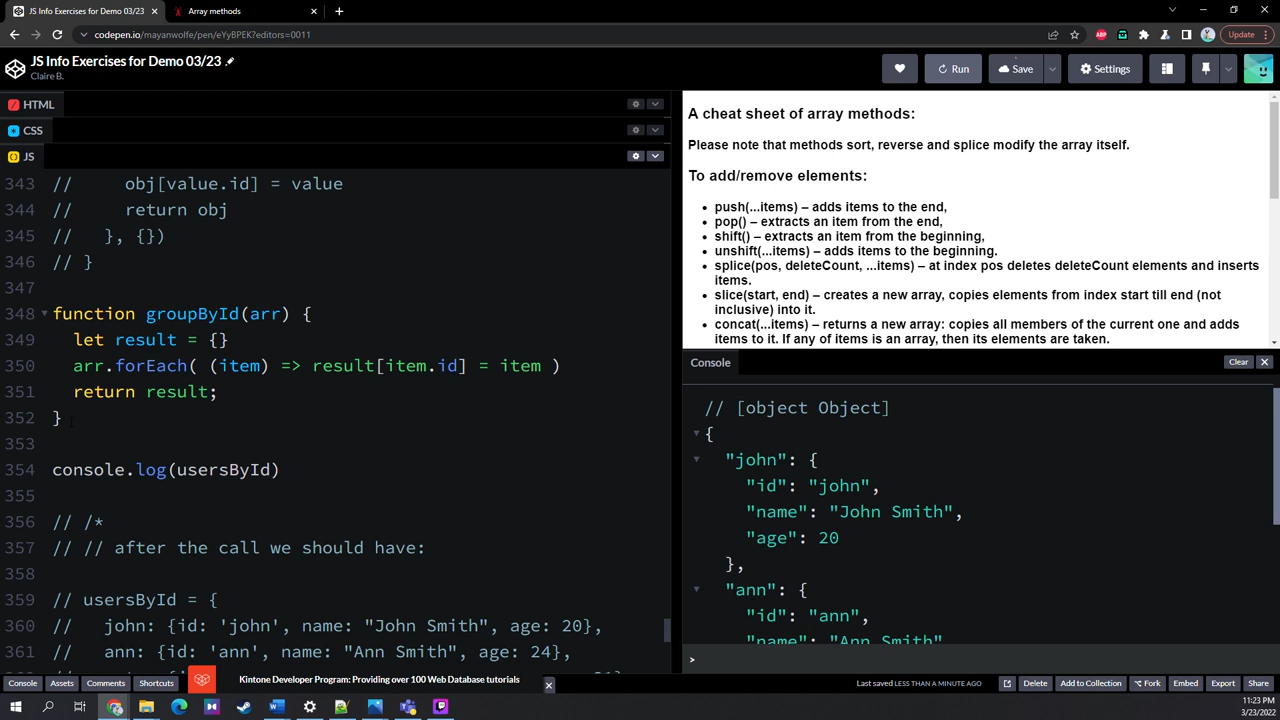 JS Info Exercises for Demo 03/23
Array methods
codepen.io/mayanwolfe/pen/eYyBPEK?editors=0011
ABP
Update
JS Info Exercises for Demo 03/23
Claire B.
Run
Save
Settings
HTML
CSS
JS
343 //     obj[value.id] = value
344 //     return obj
345 //   }, {})
346 // }
347
348 function groupById(arr) {
349   let result = {}
350   arr.forEach( (item) => result[item.id] = item )
351   return result;
352 }
353
354 console.log(usersById)
355
356 // /*
357 // // after the call we should have:
358
359 // usersById = {
360 //   john: {id: 'john', name: "John Smith", age: 20},
361 //   ann: {id: 'ann', name: "Ann Smith", age: 24},
A cheat sheet of array methods:
Please note that methods sort, reverse and splice modify the array itself.
To add/remove elements:
• push(...items) – adds items to the end,
• pop() – extracts an item from the end,
• shift() – extracts an item from the beginning,
• unshift(...items) – adds items to the beginning.
• splice(pos, deleteCount, ...items) – at index pos deletes deleteCount elements and inserts
items.
• slice(start, end) – creates a new array, copies elements from index start till end (not
inclusive) into it.
• concat(...items) – returns a new array: copies all members of the current one and adds
items to it. If any of items is an array, then its elements are taken.
Console
Clear
// [object Object]
{
"john": {
"id": "john",
"name": "John Smith",
"age": 20
},
"ann": {
"id": "ann",
"name": "Ann Smith"
>
Console Assets Comments Shortcuts
Kintone Developer Program: Providing over 100 Web Database tutorials
Last saved LESS THAN A MINUTE AGO
Delete Add to Collection Fork Embed Export Share
11:23 PM
3/23/2022